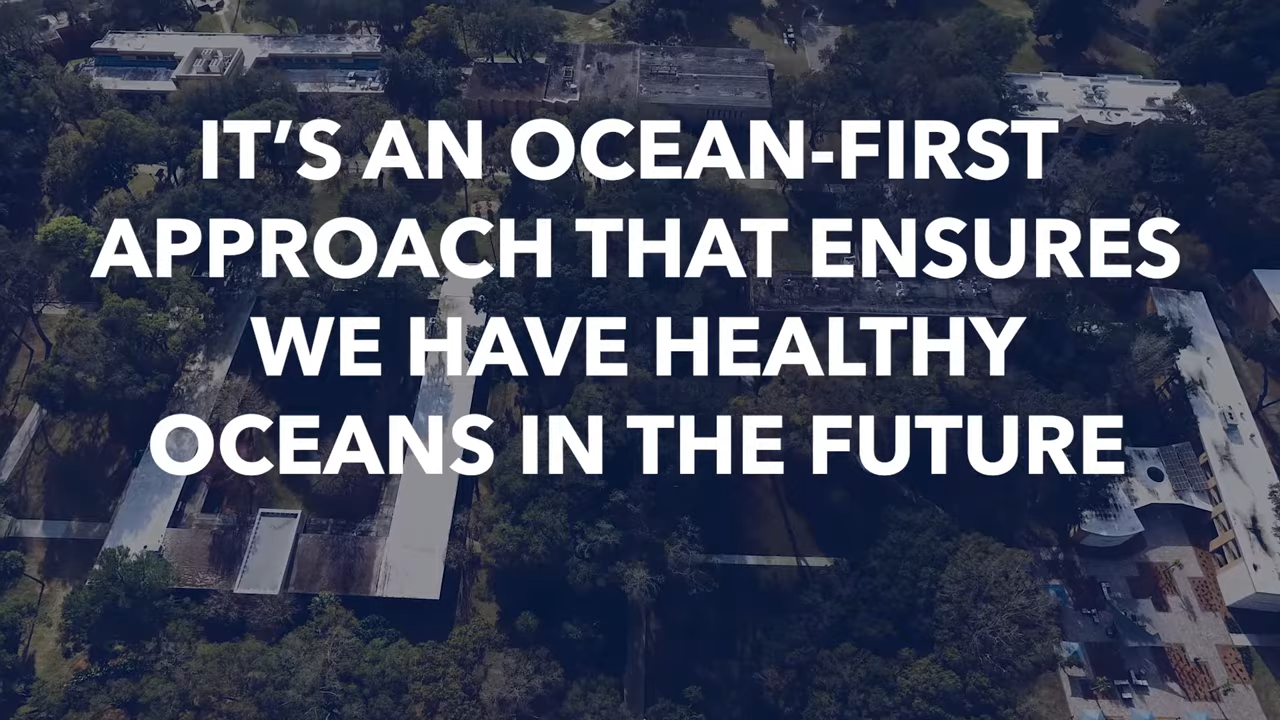 IT’S AN OCEAN-FIRST
APPROACH THAT ENSURES
WE HAVE HEALTHY
OCEANS IN THE FUTURE